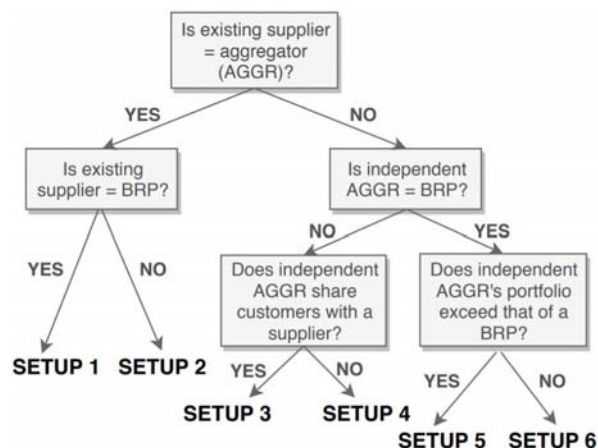 Is existing supplier
= aggregator
(AGGR)?
YES
NO
Is existing
supplier = BRP?
Is independent
AGGR = BRP?
NO
YES
YES
NO
Does independent
AGGR share
customers with a
supplier?
Does independent
AGGR's portfolio
exceed that of a
BRP?
SETUP 1
SETUP 2
YES
NO
YES
NO
SETUP 3
SETUP 4
SETUP 5
SETUP 6